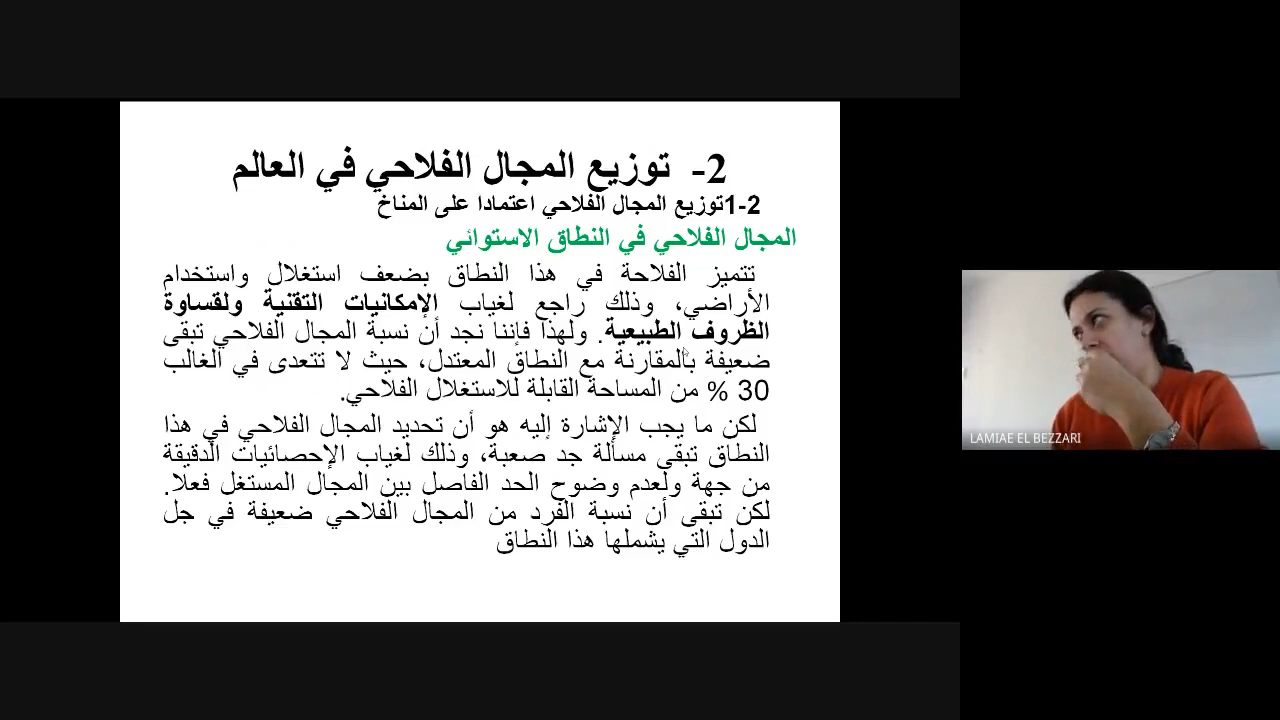 2- توزيع المجال الفلاحي في العالم
1-2توزيع المجال الفلاحي اعتمادا على المناخ
المجال الفلاحي في النطاق الاستوائي
تتميز الفلاحة في هذا النطاق بضعف استغلال واستخدام
الأراضي، وذلك راجع لغياب الإمكانيات التقنية ولقساوة
الظروف الطبيعية. ولهذا فإننا نجد أن نسبة المجال الفلاحي تبقى
ضعيفة بالمقارنة مع النطاق المعتدل، حيث لا تتعدى في الغالب
30 % من المساحة القابلة للاستغلال الفلاحي.
لكن ما يجب الإشارة إليه هو أن تحديد المجال الفلاحي في هذا
النطاق تبقى مسألة جد صعبة، وذلك لغياب الإحصائيات الدقيقة
من جهة ولعدم وضوح الحد الفاصل بين المجال المستغل فعلا.
لكن تبقى أن نسبة الفرد من المجال الفلاحي ضعيفة في جل
الدول التي يشملها هذا النطاق
LAMIAE EL BEZZARI